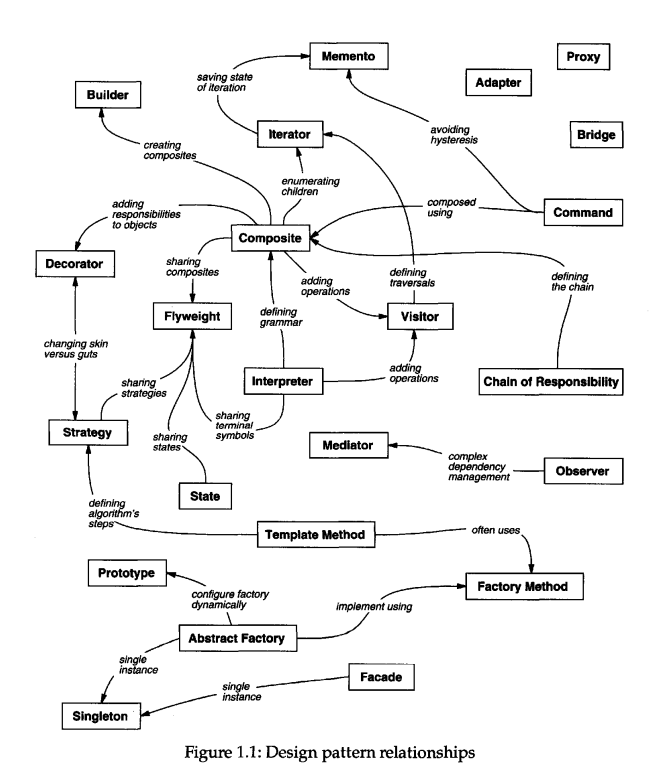 Memento
Proxy
saving state
of iteration
Adapter
Builder
Iterator
avoiding
hysteresis
Bridge
creating
composites
enumerating
children
adding
responsibilities
to objects
composed
using
Command
Composite
Decorator
sharing
composites
adding
operations
defining
traversals
defining
the chain
Flyweight
defining
grammar
Visitor
changing skin
versus guts
sharing
strategies
Interpreter
adding
operations
Chain of Responsibility
sharing
terminal
symbols
Strategy
sharing
states
Mediator
complex
dependency
management
Observer
State
defining
algorithm's
steps
Template Method
often uses
Prototype
configure factory
dynamically
implement using
Factory Method
Abstract Factory
single
instance
Facade
single
instance
Singleton
Figure 1.1: Design pattern relationships